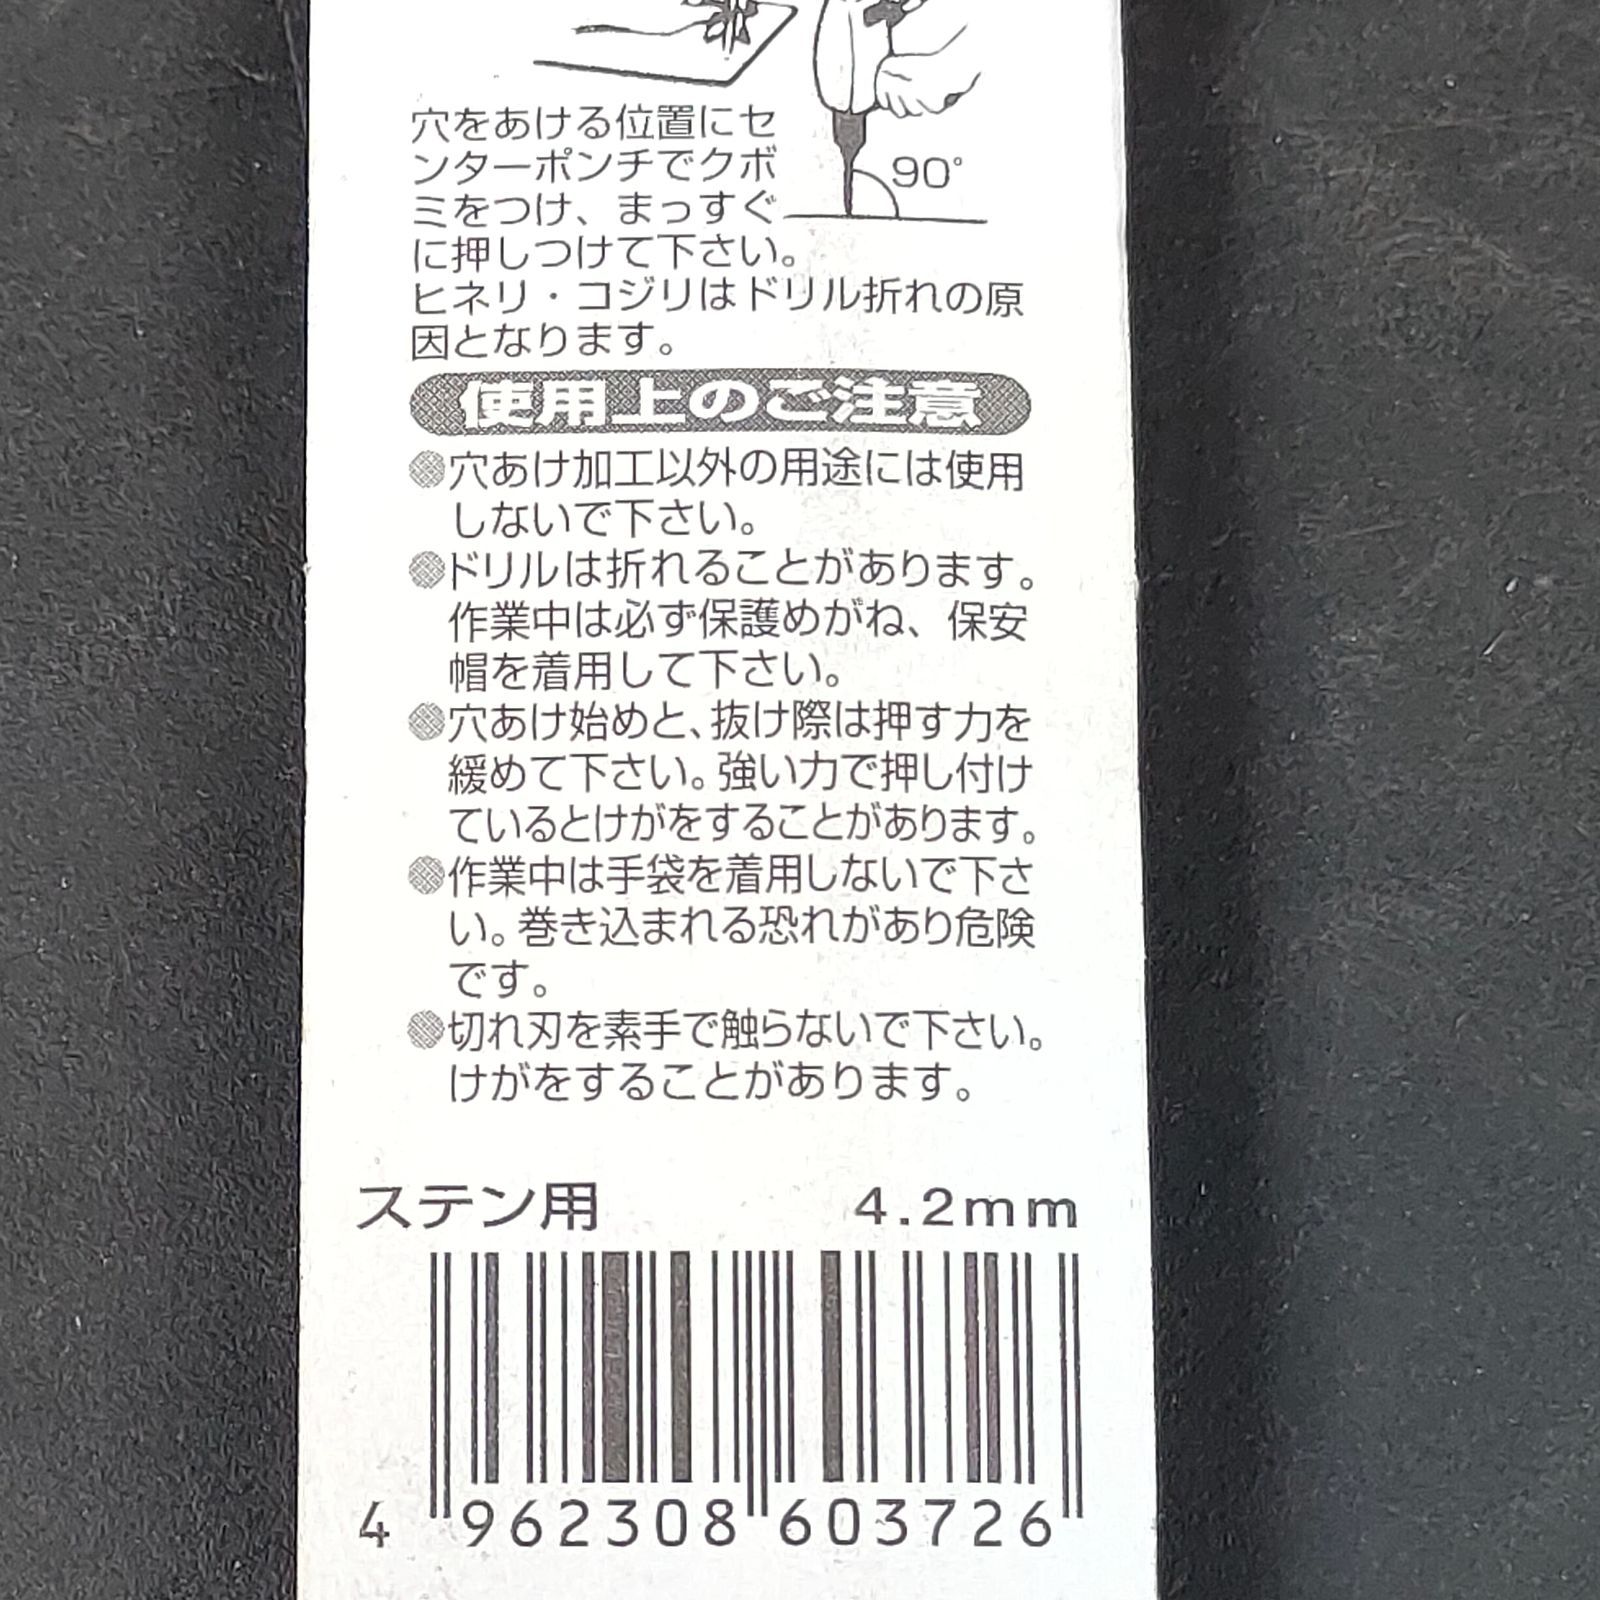 穴をあける位置にセ
ンターポンチでクボ
ミをつけ、まっすぐ
に押しつけて下さい。
90°
ヒネリ・コジリはドリル折れの原
因となります。
使用上のご注意
●穴あけ加工以外の用途には使用
しないで下さい。
●ドリルは折れることがあります。
作業中は必ず保護めがね、保安
帽を着用して下さい。
●穴あけ始めと、抜け際は押す力を
緩めて下さい。強い力で押し付け
ているとけがをすることがあります。
●作業中は手袋を着用しないで下さ
い。巻き込まれる恐れがあり危険
です。
●切れ刃を素手で触らないで下さい。
けがをすることがあります。
ステン用 4.2mm
4 962308 603726